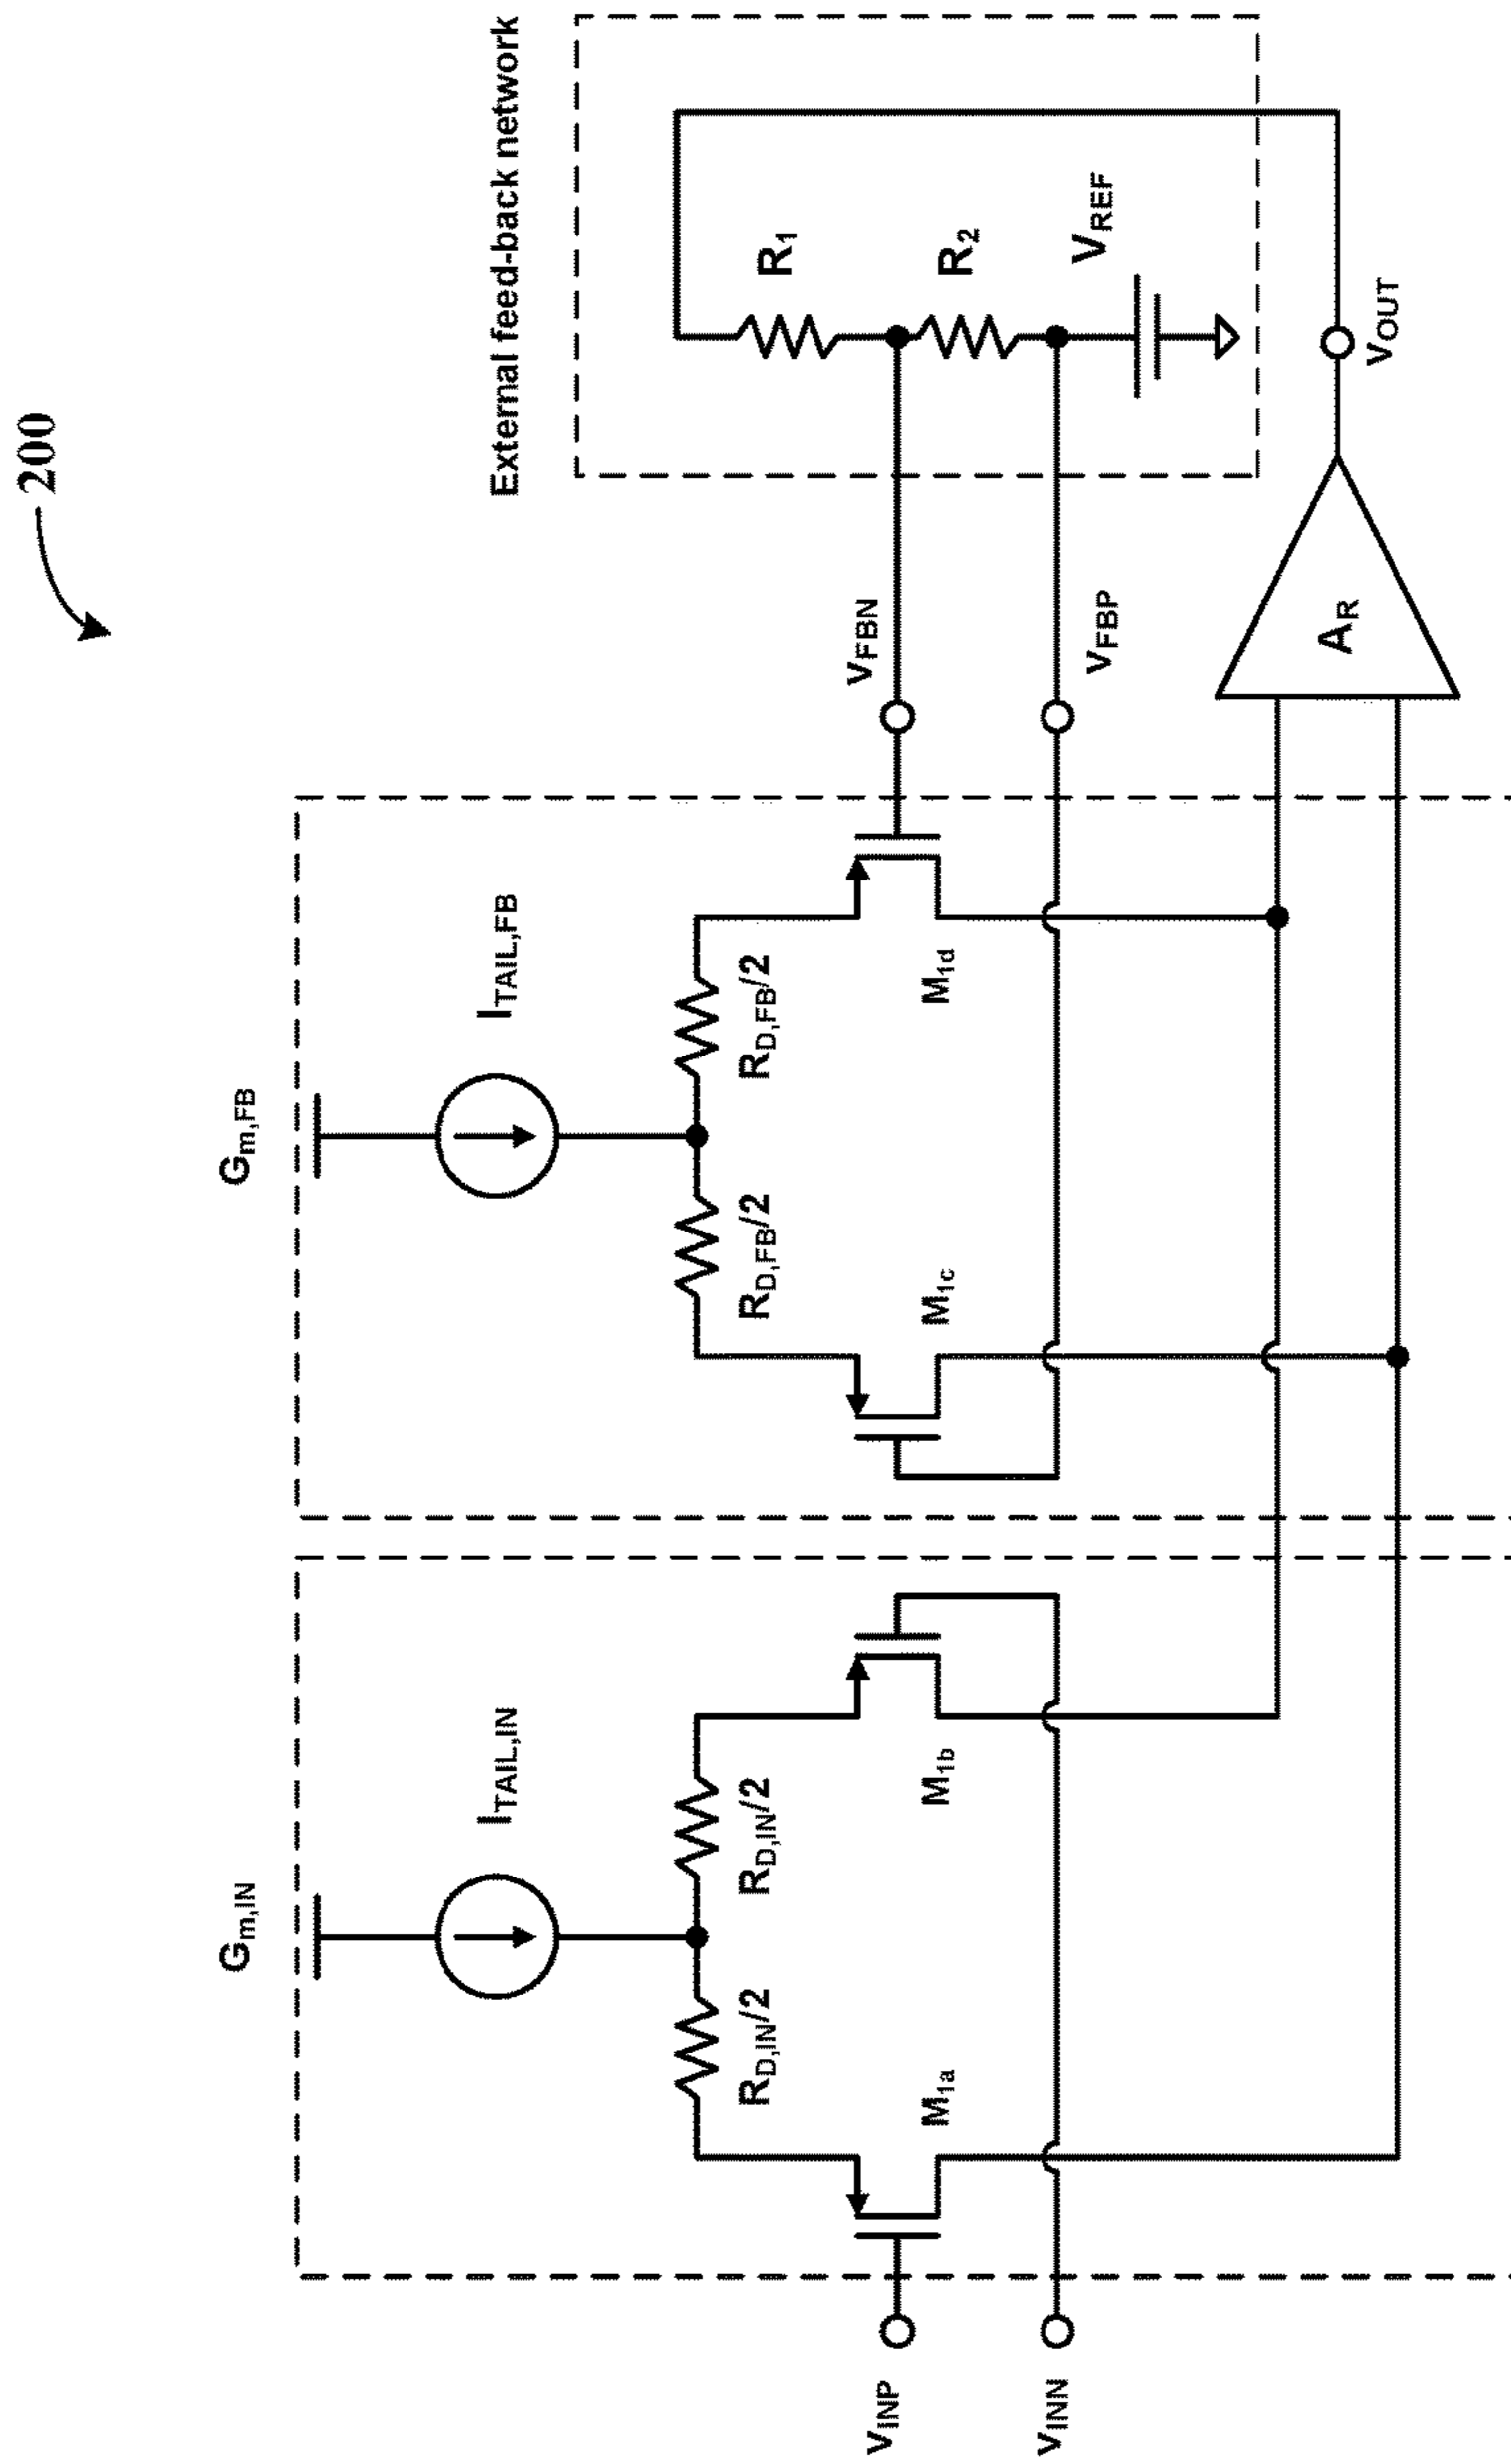 200
External feed-back network
Gm,IN
Gm,FB
ITAIL,IN
ITAIL,FB
RD,IN/2
RD,IN/2
RD,FB/2
RD,FB/2
R1
R2
VREF
VINP
VINN
M1a
M1b
M1c
M1d
VFBN
VFBP
AR
VOUT